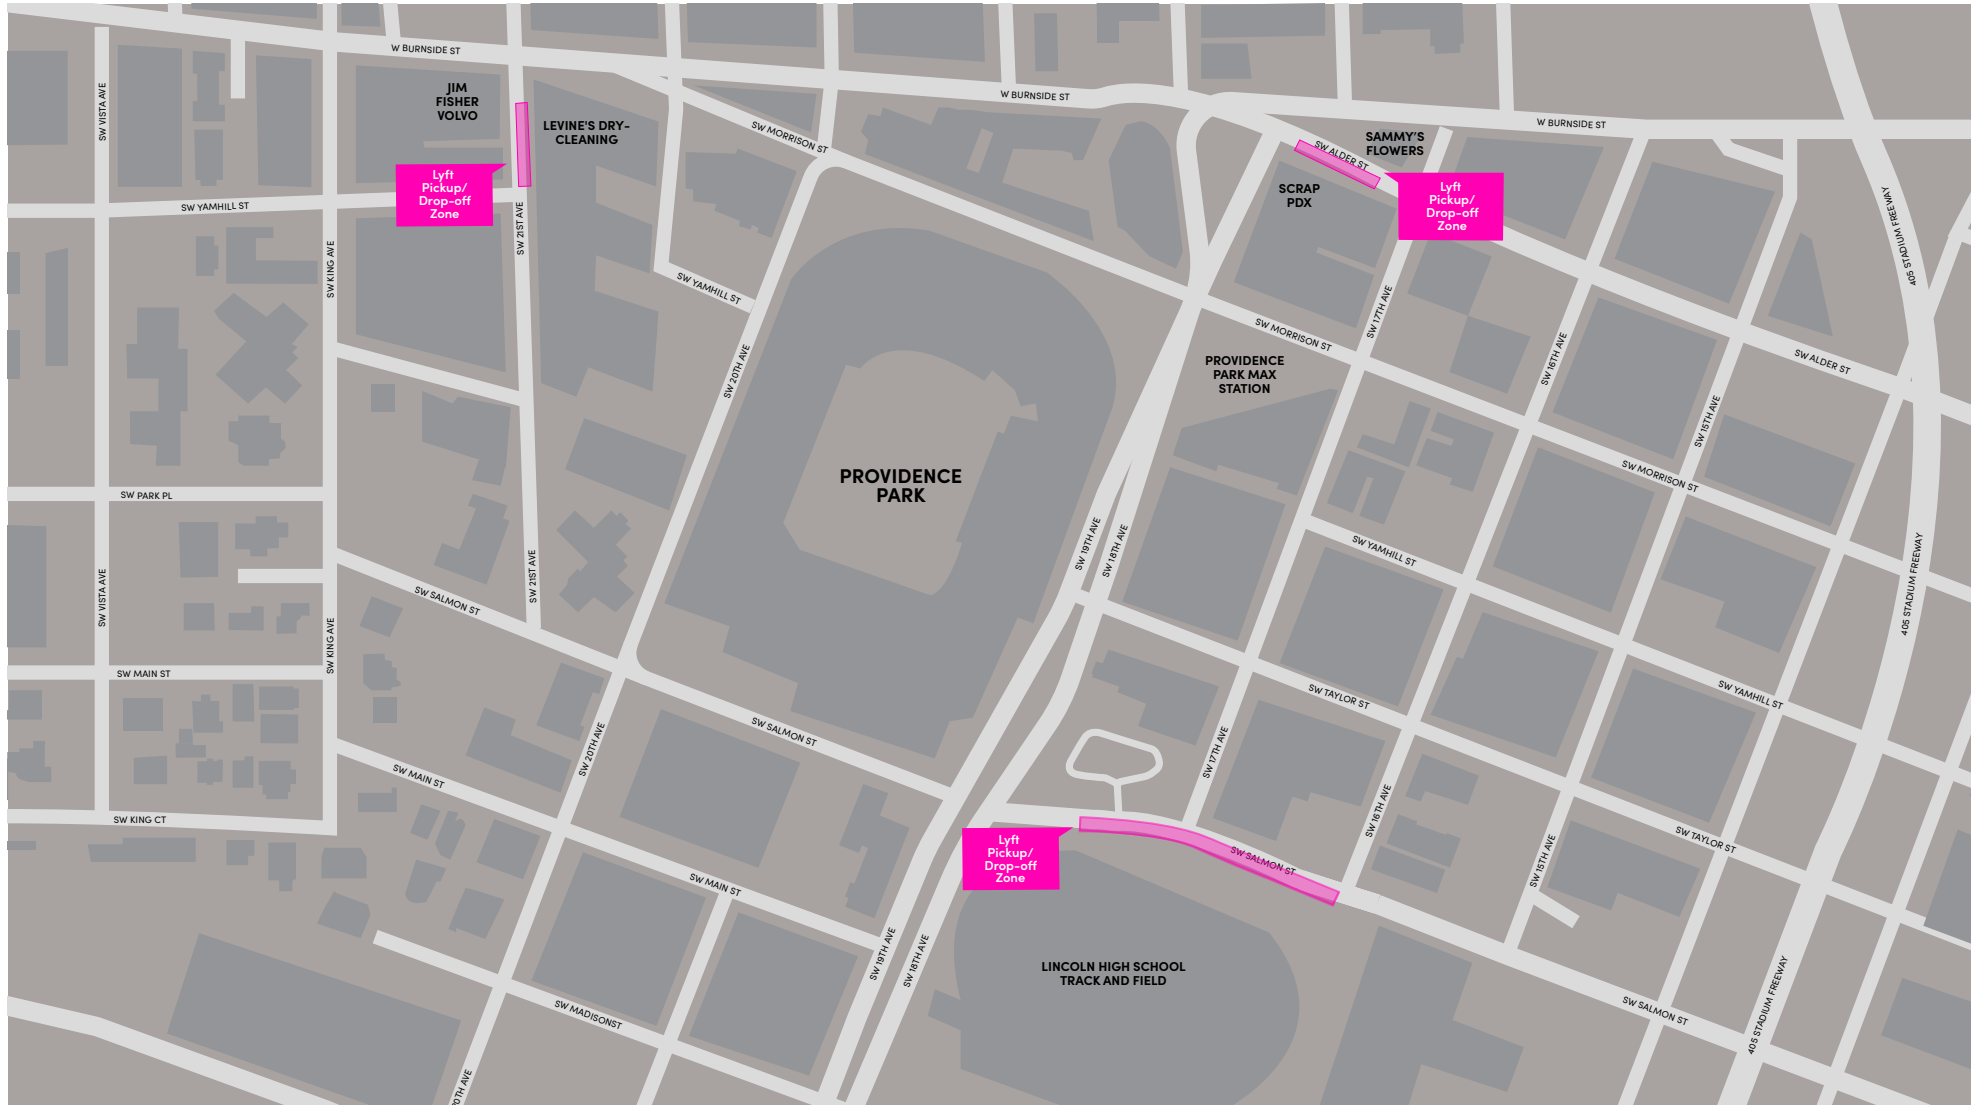 W BURNSIDE ST
W BURNSIDE ST
W BURNSIDE ST
JIM
FISHER
VOLVO
LEVINE'S DRY-
CLEANING
SW MORRISON ST
SAMMY'S
FLOWERS
SW ALDER ST
SCRAP
PDX
Lyft
Pickup/
Drop-off
Zone
Lyft
Pickup/
Drop-off
Zone
SW VISTA AVE
SW YAMHILL ST
SW 21ST AVE
SW KING AVE
SW YAMHILL ST
405 STADIUM FREEWAY
SW 17TH AVE
SW MORRISON ST
SW 16TH AVE
SW ALDER ST
SW 20TH AVE
PROVIDENCE
PARK MAX
STATION
SW 15TH AVE
PROVIDENCE
PARK
SW MORRISON ST
SW PARK PL
SW 19TH AVE
SW 18TH AVE
SW YAMHILL ST
SW 21ST AVE
SW VISTA AVE
SW SALMON ST
405 STADIUM FREEWAY
SW KING AVE
SW MAIN ST
SW TAYLOR ST
SW YAMHILL ST
SW SALMON ST
SW 20TH AVE
SW 17TH AVE
SW MAIN ST
SW KING CT
SW 16TH AVE
SW TAYLOR ST
Lyft
Pickup/
Drop-off
Zone
SW SALMON ST
SW 15TH AVE
SW MAIN ST
SW 19TH AVE
SW 18TH AVE
LINCOLN HIGH SCHOOL
TRACK AND FIELD
SW MADISONST
SW SALMON ST
405 STADIUM FREEWAY
0TH AVE